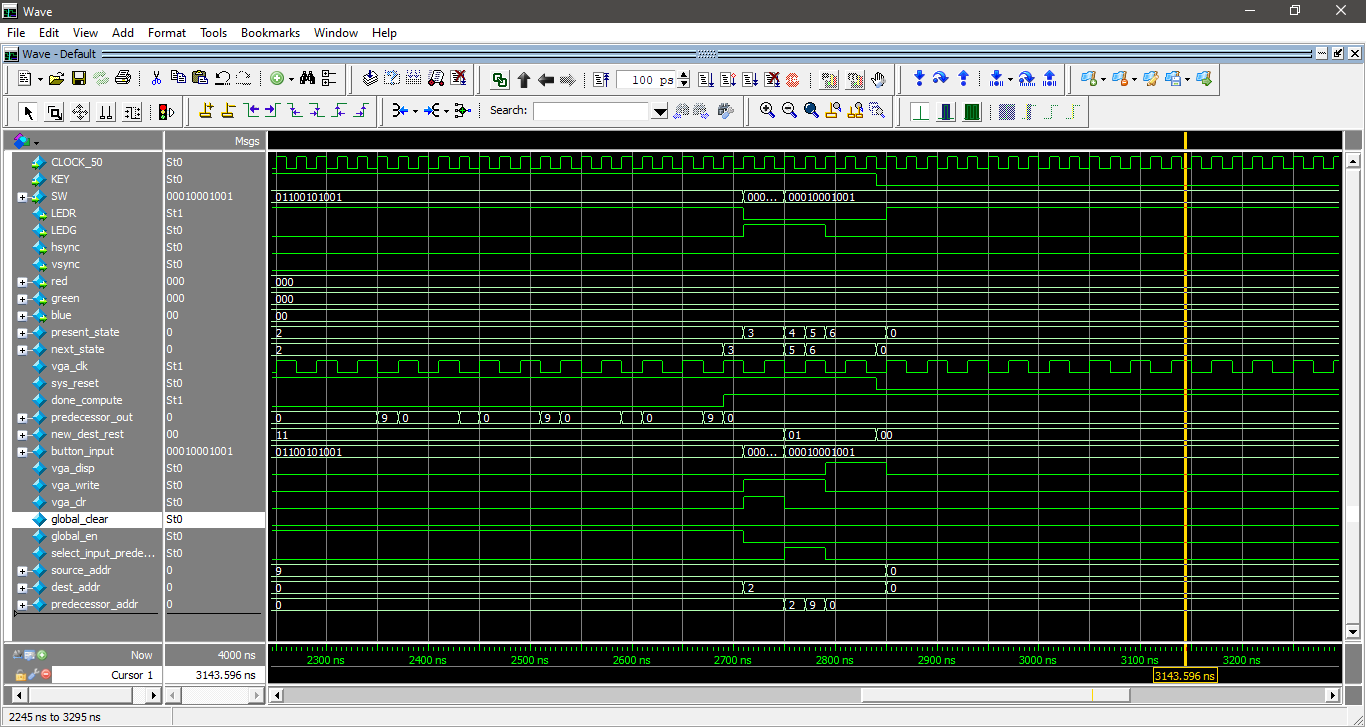 Wave
File Edit View Add Format Tools Bookmarks Window Help
Wave - Default
100 ps
Search:
Msgs
CLOCK_50 St0
KEY St0
SW 00010001001 01100101001 000... 00010001001
LEDR St1
LEDG St0
hsync St0
vsync St0
red 000 000
green 000 000
blue 00 00
present_state 0 2 3 4 5 6 0
next_state 0 2 3 5 6 0
vga_clk St1
sys_reset St0
done_compute St1
predecessor_out 0 0 9 0 0 9 0 0 9 0
new_dest_rest 00 11 01 00
button_input 00010001001 01100101001 000... 00010001001
vga_disp St0
vga_write St0
vga_clr St0
global_clear St0
global_en St0
select_input_prede... St0
source_addr 0 9 0
dest_addr 0 0 2 0
predecessor_addr 0 0 2 9 0
Now 4000 ns 2300 ns 2400 ns 2500 ns 2600 ns 2700 ns 2800 ns 2900 ns 3000 ns 3100 ns 3200 ns
Cursor 1 3143.596 ns 3143.596 ns
2245 ns to 3295 ns